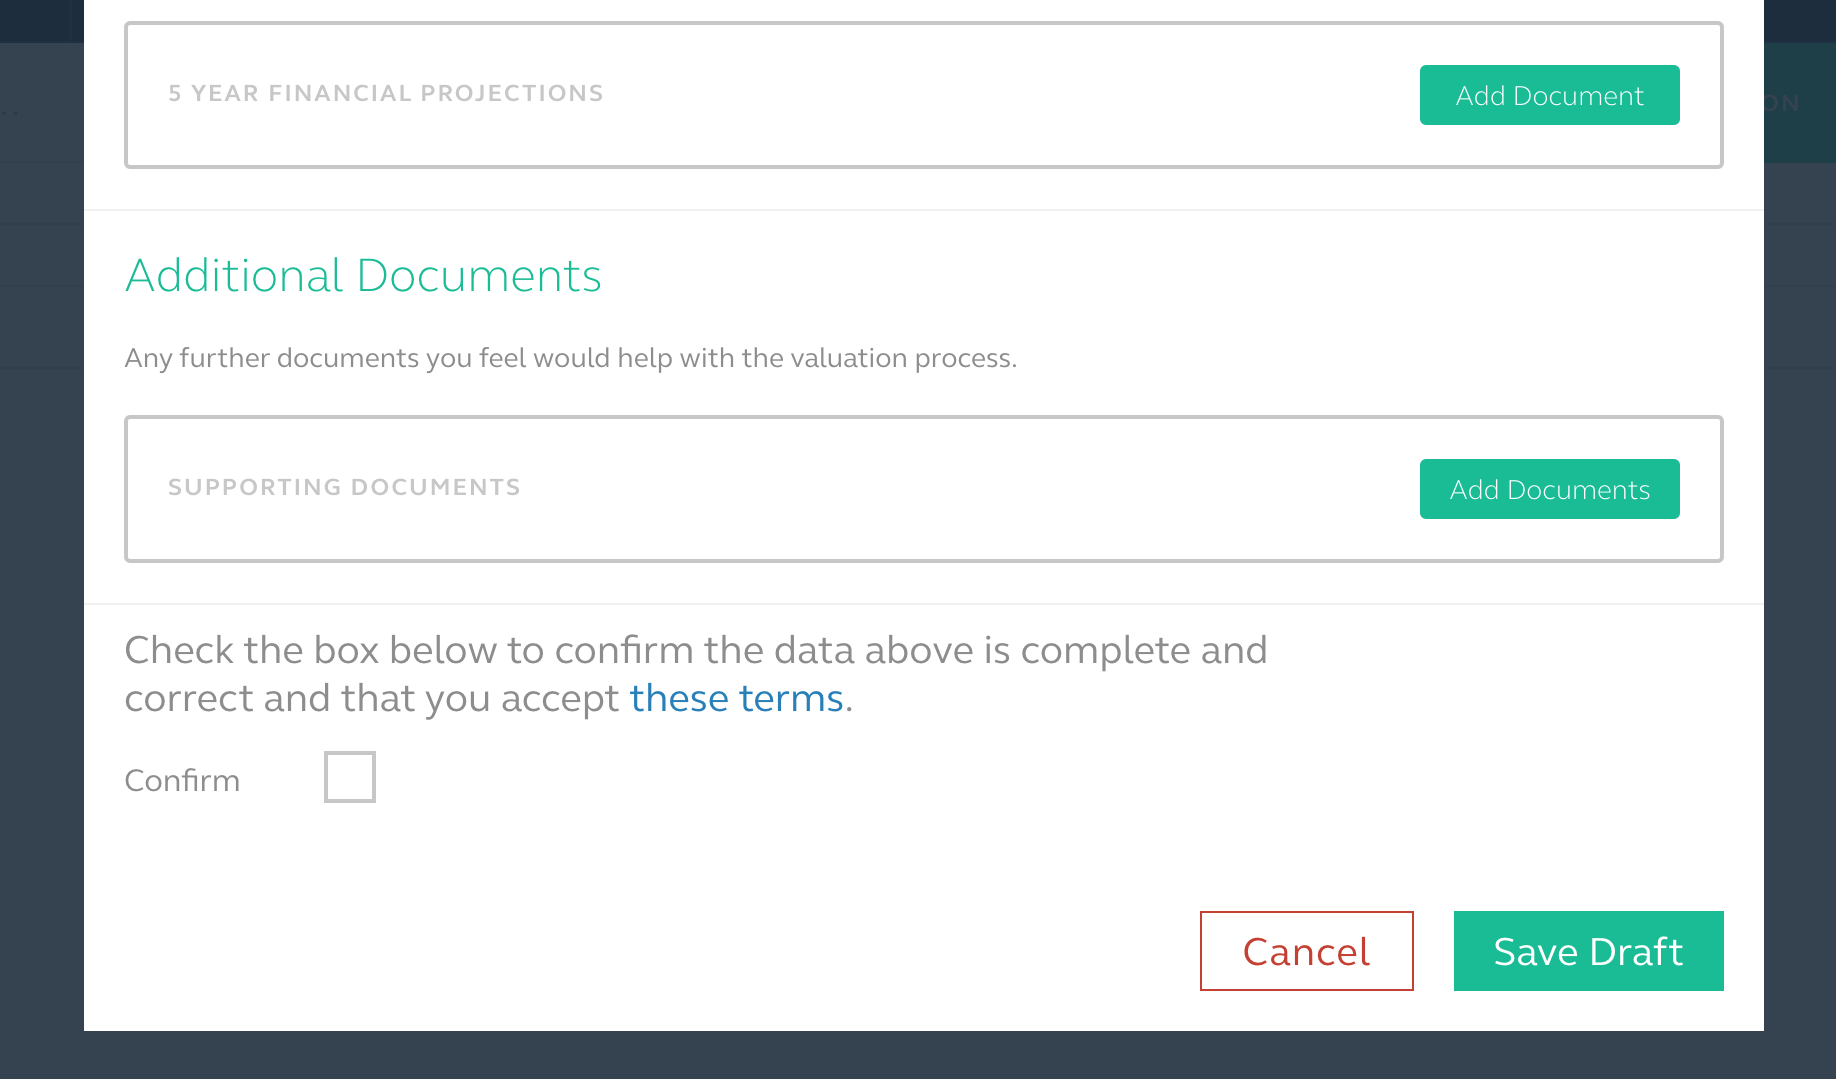 5 YEAR FINANCIAL PROJECTIONS
Add Document
Additional Documents
Any further documents you feel would help with the valuation process.
SUPPORTING DOCUMENTS
Add Documents
Check the box below to confirm the data above is complete and
correct and that you accept these terms.
Confirm
Cancel
Save Draft